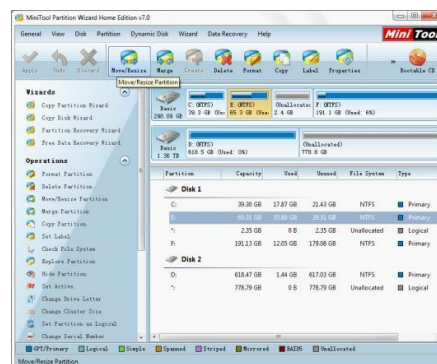 MiniTool Partition Wizard Home Edition v7.0
General View Disk Partition Dynamic Disk Wizard Data Recovery Help
Mini Tool
Apply Undo Discard Move/Resize Merge Create Delete Format Copy Label Properties » Bootable CD
Move/Resize
Wizards
Copy Partition Wizard
Copy Disk Wizard
Partition Recovery Wizard
Free Data Recovery Wizard
Operations
Format Partition
Delete Partition
Move/Resize Partition
Merge Partition
Copy Partition
Set Label
Check File System
Explore Partition
Hide Partition
Set Active
Change Drive Letter
Change Cluster Size
Set Partition as Logical
Change Serial Number
Basic
298.09 GB
C:(NTFS)
39.3 GB
E:(NTFS)
65.3 GB
(Unallocate
2.4 GB
F:(NTFS)
191.1 GB (Used: 6%)
Basic
1.36 TB
D:(NTFS)
618.5 GB (Used: 0%)
(Unallocated)
778.8 GB
Partition Capacity Used Unused File System Type
Disk 1
C: 39.30 GB 17.87 GB 21.43 GB NTFS Primary
E: 65.31 GB 35.80 GB 29.51 GB NTFS Primary
*: 2.35 GB 0 B 2.35 GB Unallocated Logical
F: 191.13 GB 12.05 GB 179.08 GB NTFS Primary
Disk 2
D: 618.47 GB 1.44 GB 617.03 GB NTFS Primary
*: 778.79 GB 0 B 778.79 GB Unallocated Logical
GPT/Primary Logical Simple Spanned Striped Mirrored RAID5 Unallocated
Move/Resize Partition